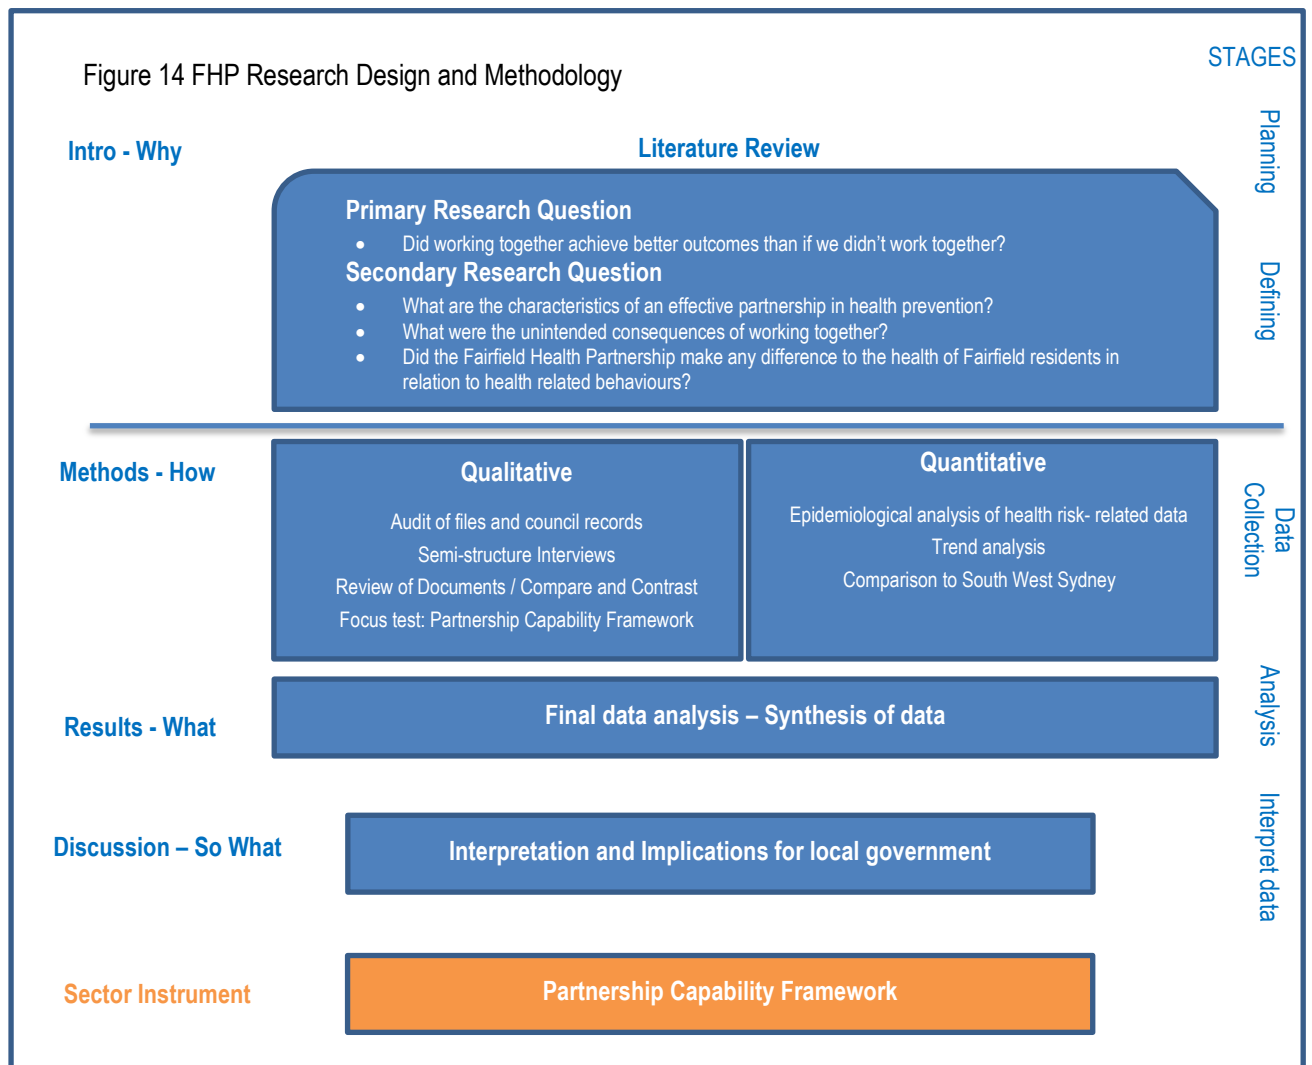 STAGES
Figure 14 FHP Research Design and Methodology
Planning
Intro - Why
Literature Review
Primary Research Question
• Did working together achieve better outcomes than if we didn't work together?
Secondary Research Question
• What are the characteristics of an effective partnership in health prevention?
• What were the unintended consequences of working together?
• Did the Fairfield Health Partnership make any difference to the health of Fairfield residents in
relation to health related behaviours?
Defining
Methods - How
Qualitative
Audit of files and council records
Semi-structure Interviews
Review of Documents / Compare and Contrast
Focus test: Partnership Capability Framework
Quantitative
Epidemiological analysis of health risk- related data
Trend analysis
Comparison to South West Sydney
Data
Collection
Results - What
Final data analysis – Synthesis of data
Analysis
Discussion – So What
Interpretation and Implications for local government
Interpret data
Sector Instrument
Partnership Capability Framework